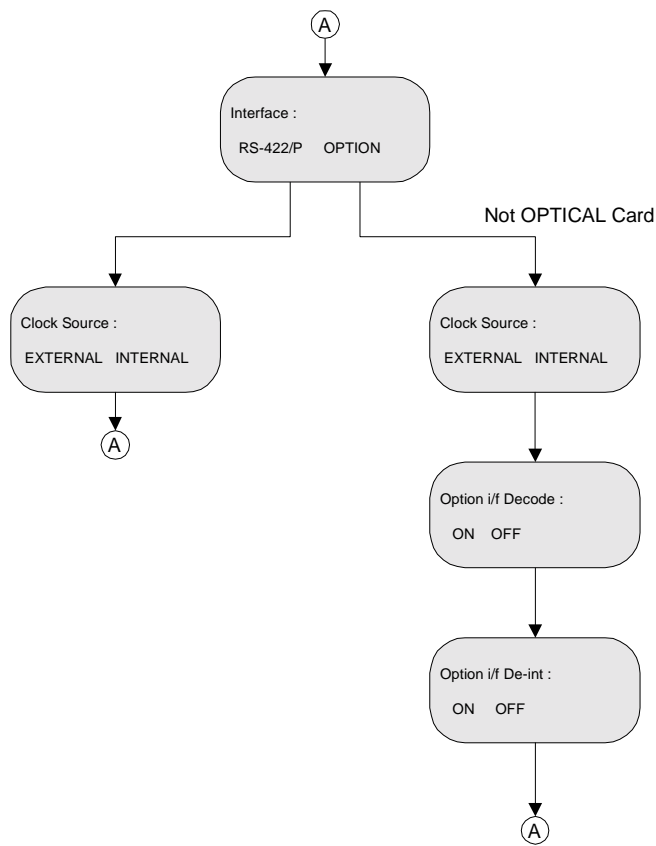 A
Interface :
RS-422/P OPTION
Not OPTICAL Card
Clock Source :
EXTERNAL INTERNAL
A
Clock Source :
EXTERNAL INTERNAL
Option i/f Decode :
ON OFF
Option i/f De-int :
ON OFF
A